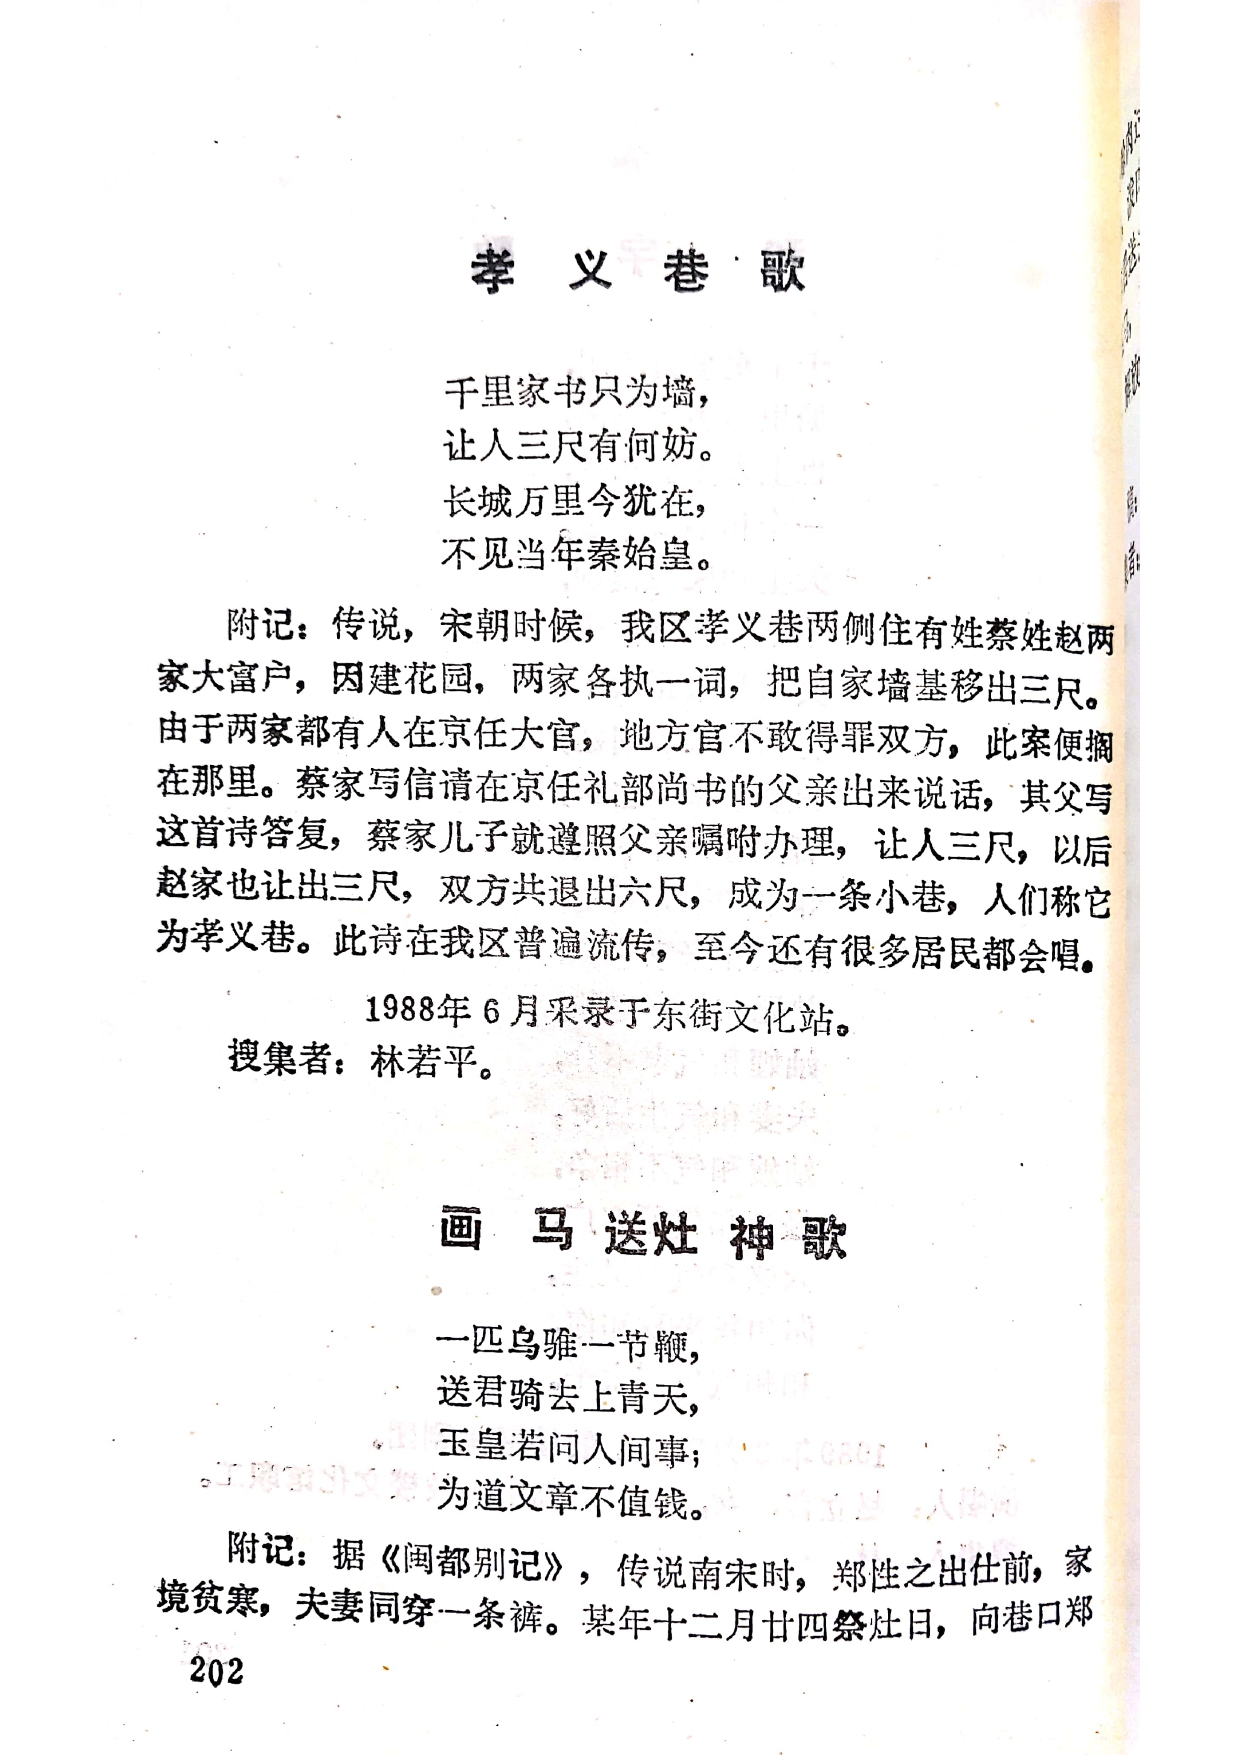 孝义巷歌
千里家书只为墙，
让人三尺有何妨。
长城万里今犹在，
不见当年秦始皇。
附记：传说，宋朝时候，我区孝义巷两侧住有姓蔡姓赵两
家大富户，因建花园，两家各执一词，把自家墙基移出三尺。
由于两家都有人在京任大官，地方官不敢得罪双方，此案便搁
在那里。蔡家写信请在京任礼部尚书的父亲出来说话，其父写
这首诗答复，蔡家儿子就遵照父亲嘱咐办理，让人三尺，以后
赵家也让出三尺，双方共退出六尺，成为一条小巷，人们称它
为孝义巷。此诗在我区普遍流传，至今还有很多居民都会唱。
1988年6月采录于东街文化站。
搜集者：林若平。
画马送灶神歌
一匹乌骓一节鞭，
送君骑去上青天，
玉皇若问人间事；
为道文章不值钱。
附记：据《闽都别记》，传说南宋时，郑性之出仕前，家
境贫寒，夫妻同穿一条裤。某年十二月廿四祭灶日，向巷口郑
202